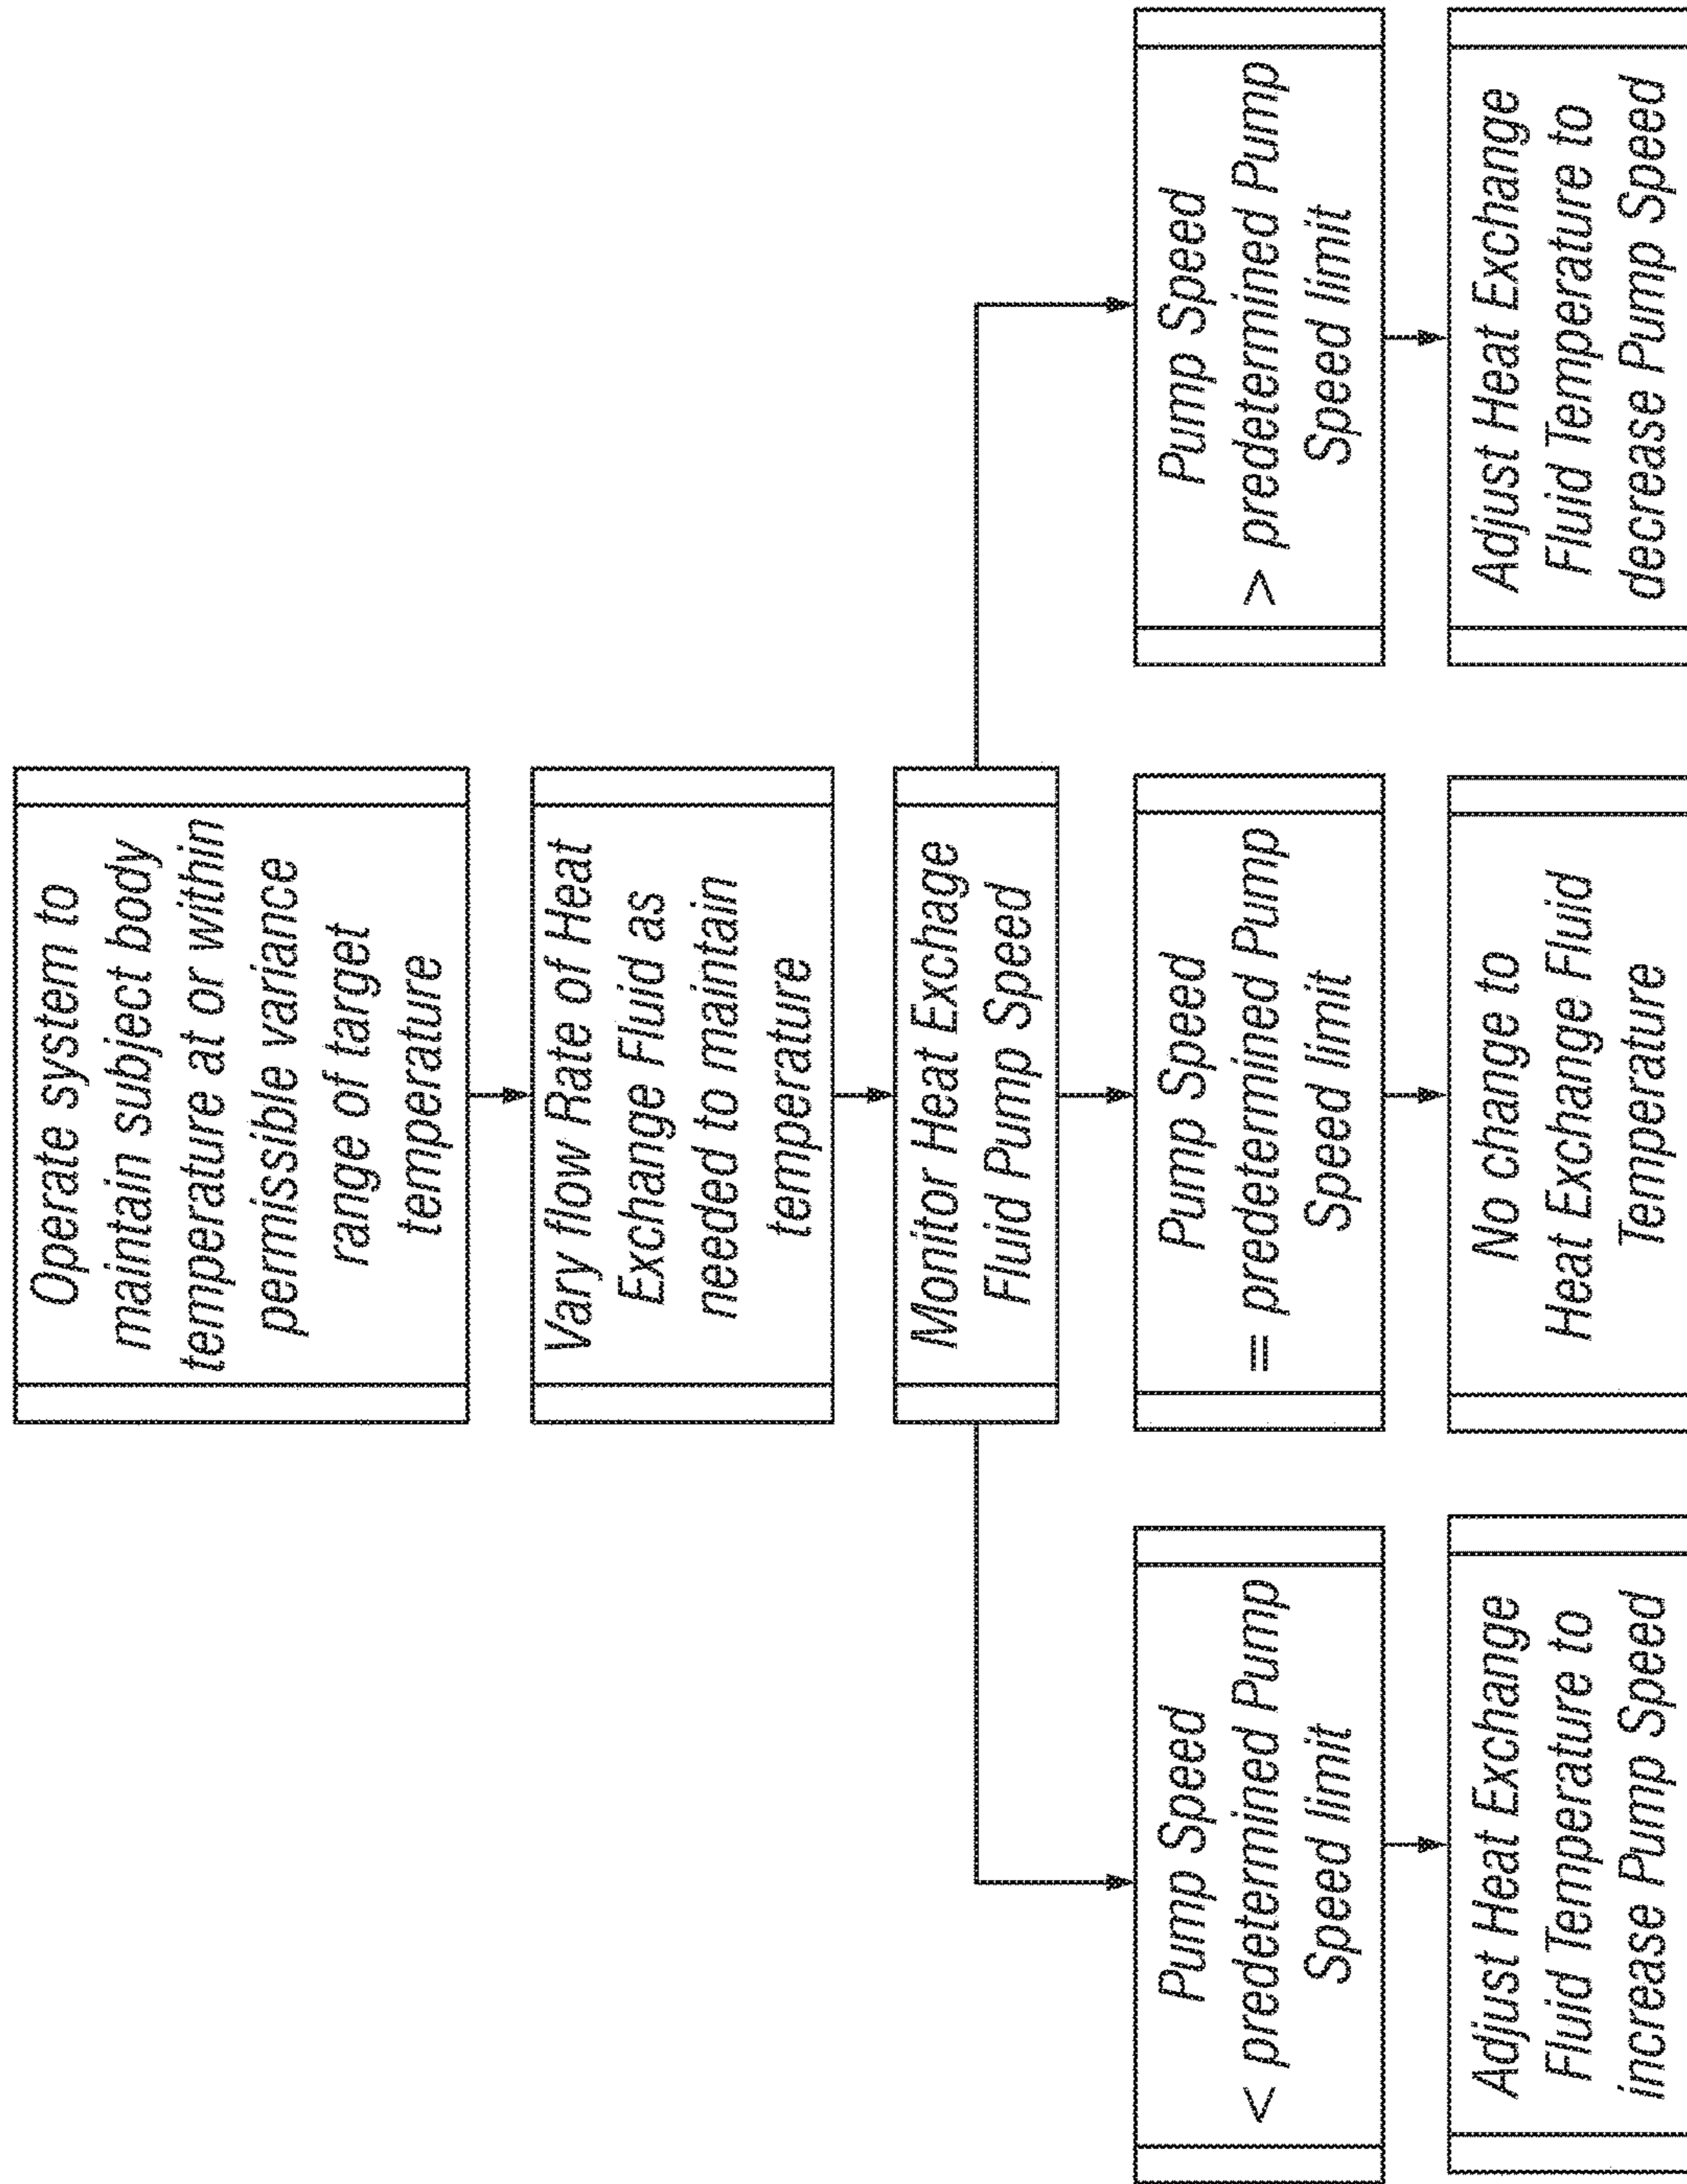 Operate system to
maintain subject body
temperature at or within
permissible variance
range of target
temperature
Vary flow Rate of Heat
Exchange Fluid as
needed to maintain
temperature
Monitor Heat Exchage
Fluid Pump Speed
Pump Speed
< predetermined Pump
Speed limit
Pump Speed
= predetermined Pump
Speed limit
Pump Speed
> predetermined Pump
Speed limit
Adjust Heat Exchange
Fluid Temperature to
increase Pump Speed
No change to
Heat Exchange Fluid
Temperature
Adjust Heat Exchange
Fluid Temperature to
decrease Pump Speed